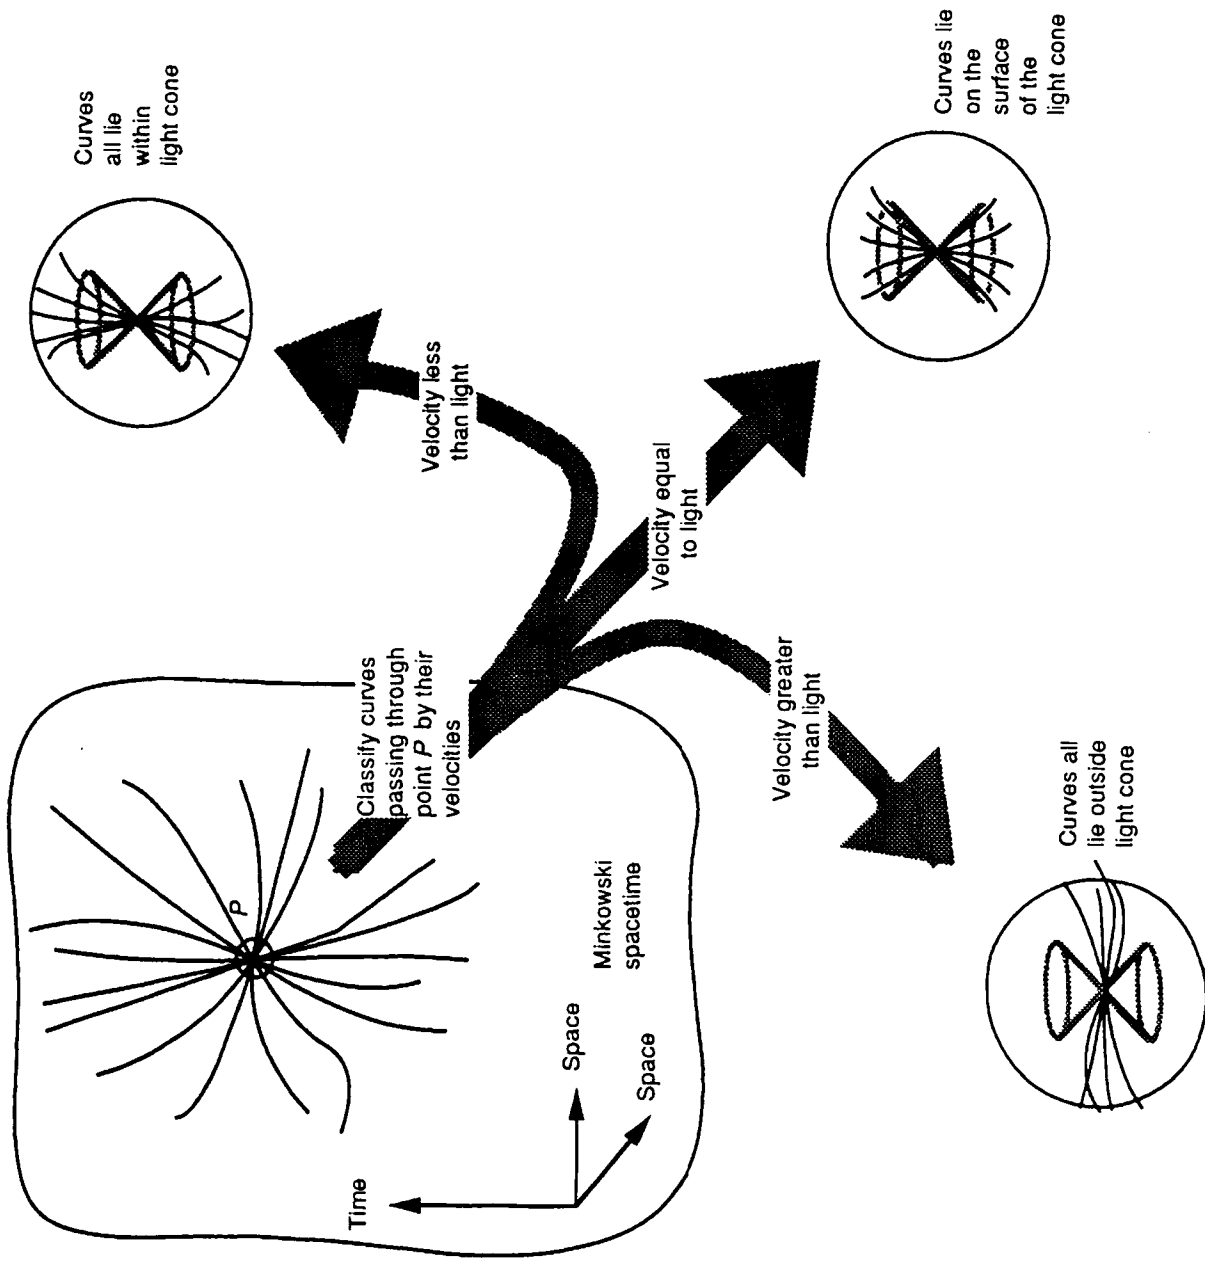 Classify curves
passing through
point P by their
velocities
P
Time
Space
Space
Minkowski
spacetime
Velocity less
than light
Velocity equal
to light
Velocity greater
than light
Curves
all lie
within
light cone
Curves lie
on the
surface
of the
light cone
Curves all
lie outside
light cone